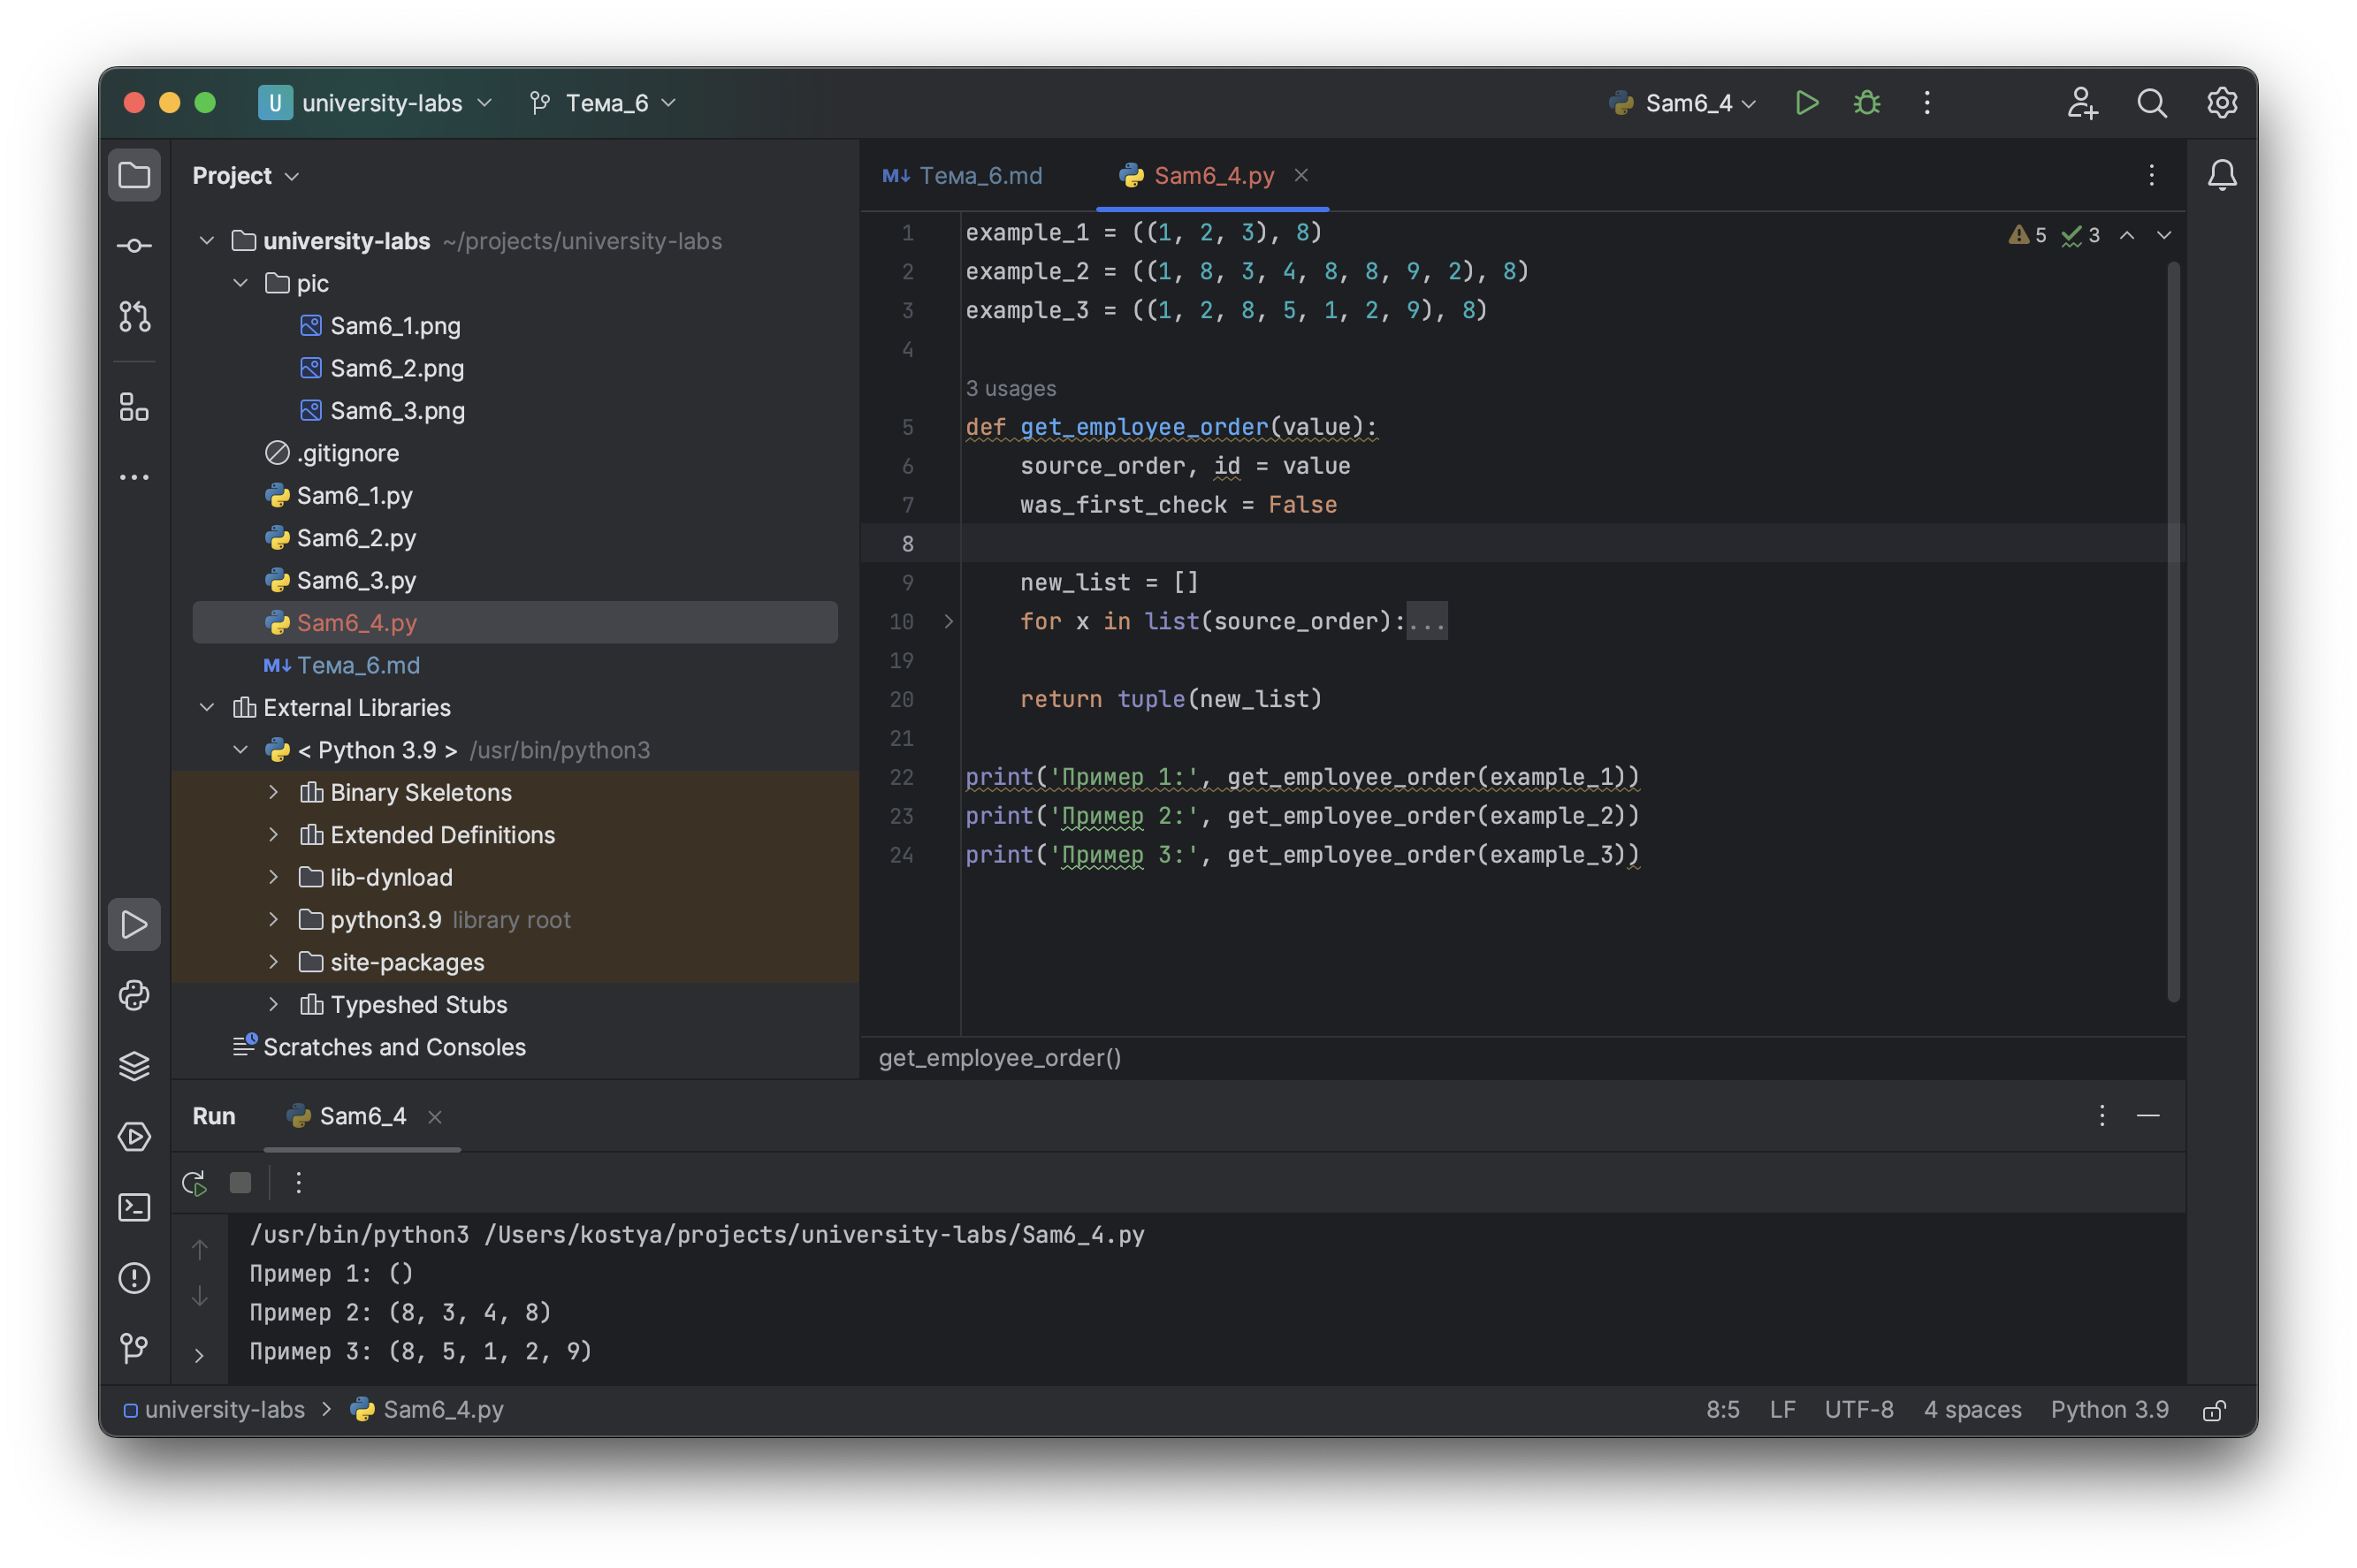 U university-labs Тема_6 Sam6_4
Project
university-labs ~/projects/university-labs
pic
Sam6_1.png
Sam6_2.png
Sam6_3.png
.gitignore
Sam6_1.py
Sam6_2.py
Sam6_3.py
Sam6_4.py
M↓ Тема_6.md
External Libraries
< Python 3.9 > /usr/bin/python3
Binary Skeletons
Extended Definitions
lib-dynload
python3.9 library root
site-packages
Typeshed Stubs
Scratches and Consoles
M↓ Тема_6.md Sam6_4.py
5 3
1 example_1 = ((1, 2, 3), 8)
2 example_2 = ((1, 8, 3, 4, 8, 8, 9, 2), 8)
3 example_3 = ((1, 2, 8, 5, 1, 2, 9), 8)
4
3 usages
5 def get_employee_order(value):
6     source_order, id = value
7     was_first_check = False
8
9     new_list = []
10     for x in list(source_order):...
19
20     return tuple(new_list)
21
22 print('Пример 1:', get_employee_order(example_1))
23 print('Пример 2:', get_employee_order(example_2))
24 print('Пример 3:', get_employee_order(example_3))
get_employee_order()
Run Sam6_4
/usr/bin/python3 /Users/kostya/projects/university-labs/Sam6_4.py
Пример 1: ()
Пример 2: (8, 3, 4, 8)
Пример 3: (8, 5, 1, 2, 9)
university-labs > Sam6_4.py 8:5 LF UTF-8 4 spaces Python 3.9